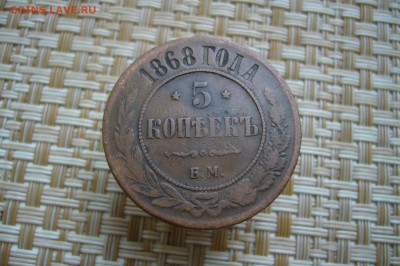 COINS.LAVE.RU
1868 ГОДА
* 5 *
КОПѢЕКЪ
Е.М.